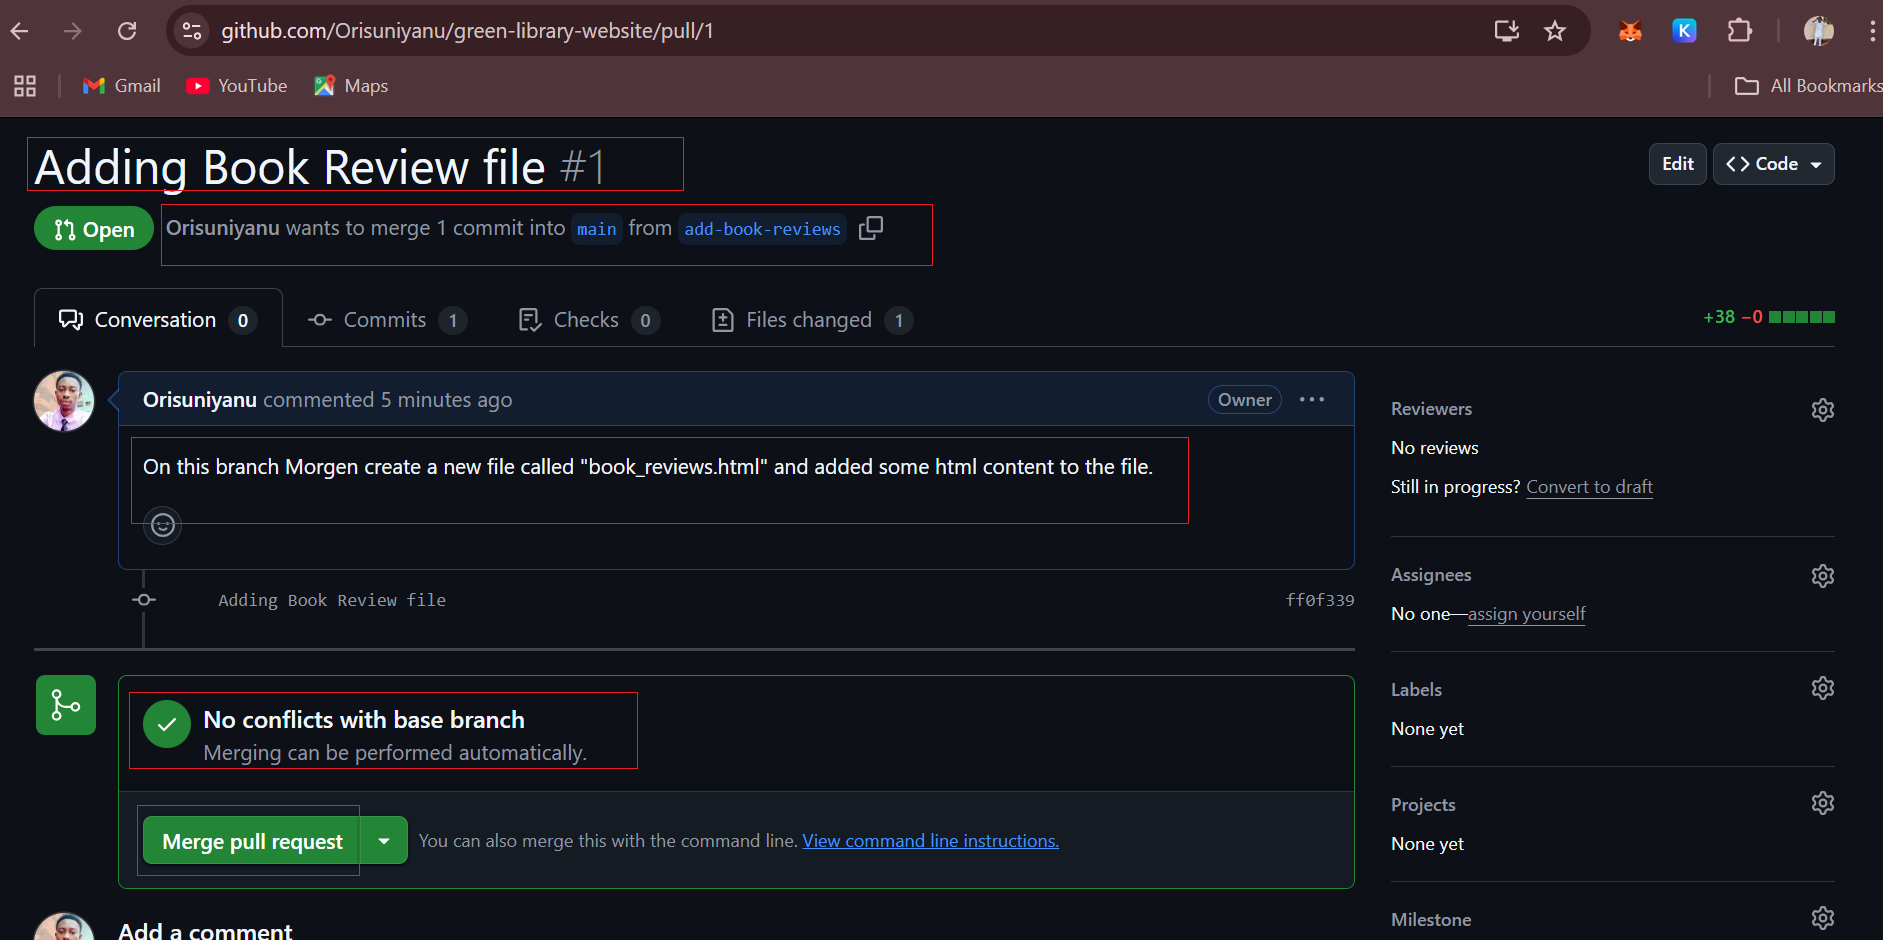 github.com/Orisuniyanu/green-library-website/pull/1
K
Gmail YouTube Maps All Bookmarks
Adding Book Review file #1
Edit Code
Open Orisuniyanu wants to merge 1 commit into main from add-book-reviews
Conversation 0 Commits 1 Checks 0 Files changed 1 +38 −0
Orisuniyanu commented 5 minutes ago Owner
On this branch Morgen create a new file called "book_reviews.html" and added some html content to the file.
Adding Book Review file ff0f339
No conflicts with base branch
Merging can be performed automatically.
Merge pull request You can also merge this with the command line. View command line instructions.
Add a comment
Reviewers
No reviews
Still in progress? Convert to draft
Assignees
No one—assign yourself
Labels
None yet
Projects
None yet
Milestone